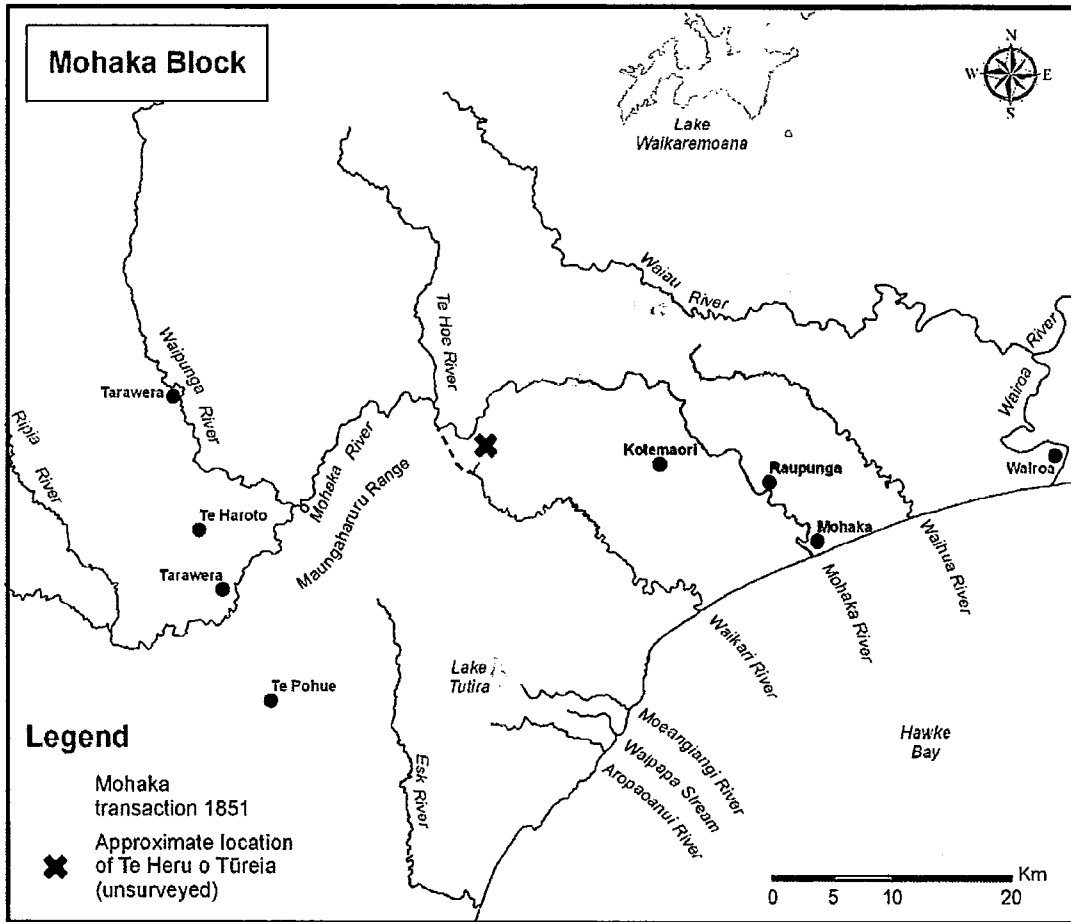 Mohaka Block
N
W E
S
Lake
Waikaremoana
Waiau River
Te Hoe River
Waipunga River
Tarawera
Ripia River
Mohaka River
Maungaharuru Range
Te Haroto
Tarawera
Kotemaori
Raupunga
Mohaka
Wairoa River
Wairoa
Waihua River
Mohaka River
Waikari River
Te Pohue
Lake
Tutira
Esk River
Moeangiangi River
Waipapa Stream
Aropaoanui River
Hawke
Bay
Legend
Mohaka
transaction 1851
Approximate location
of Te Heru o Tūreia
(unsurveyed)
Km
0 5 10 20